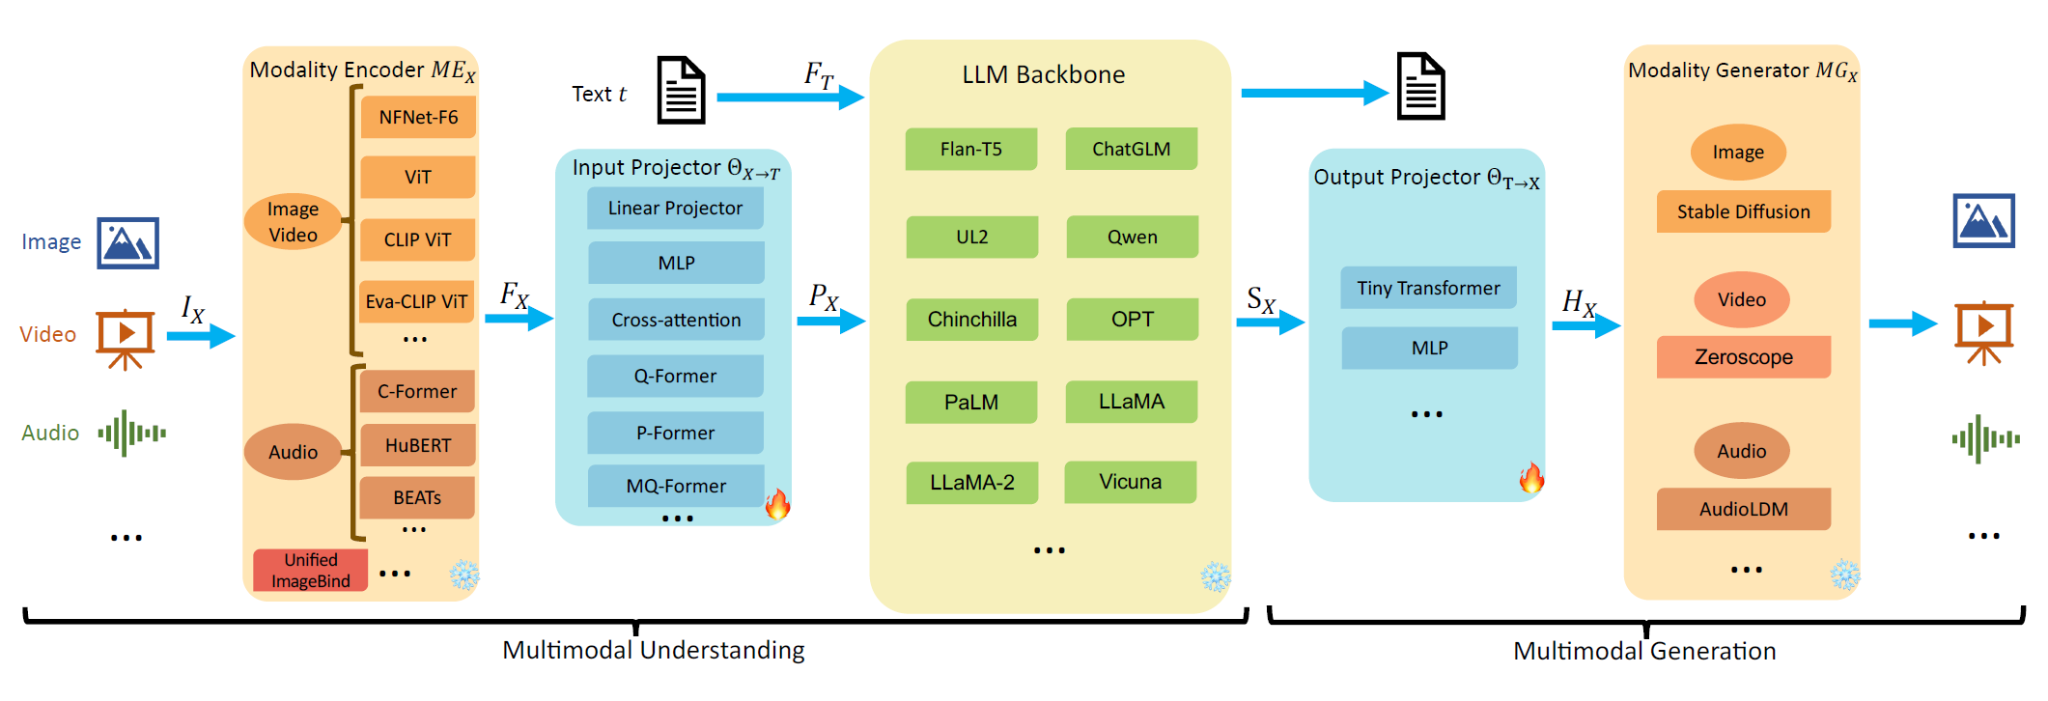 Image
Video
Audio
...
I_X
Modality Encoder ME_X
Image
Video
NFNet-F6
ViT
CLIP ViT
Eva-CLIP ViT
...
Audio
C-Former
HuBERT
BEATs
...
Unified
ImageBind
...
F_X
Text t
F_T
Input Projector Θ_X→T
Linear Projector
MLP
Cross-attention
Q-Former
P-Former
MQ-Former
...
P_X
LLM Backbone
Flan-T5
ChatGLM
UL2
Qwen
Chinchilla
OPT
PaLM
LLaMA
LLaMA-2
Vicuna
...
S_X
Output Projector Θ_T→X
Tiny Transformer
MLP
...
H_X
Modality Generator MG_X
Image
Stable Diffusion
Video
Zeroscope
Audio
AudioLDM
...
...
Multimodal Understanding
Multimodal Generation